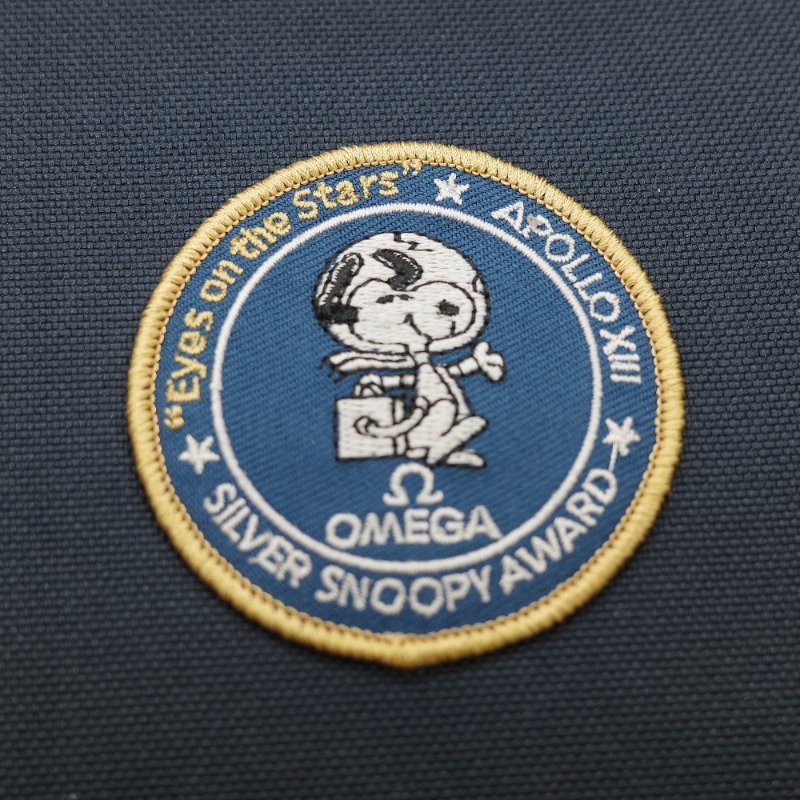 "Eyes on the Stars"
APOLLO XIII
SILVER SNOOPY AWARD
Ω
OMEGA